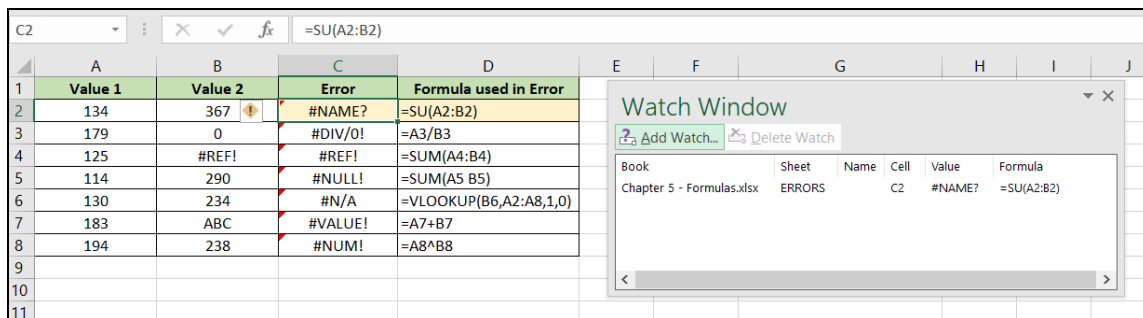 C2 fx =SU(A2:B2)
A B C D E F G H I J
1 Value 1 Value 2 Error Formula used in Error
2 134 367 #NAME? =SU(A2:B2)
3 179 0 #DIV/0! =A3/B3
4 125 #REF! #REF! =SUM(A4:B4)
5 114 290 #NULL! =SUM(A5 B5)
6 130 234 #N/A =VLOOKUP(B6,A2:A8,1,0)
7 183 ABC #VALUE! =A7+B7
8 194 238 #NUM! =A8^B8
9
10
11
Watch Window
Add Watch... Delete Watch
Book Sheet Name Cell Value Formula
Chapter 5 - Formulas.xlsx ERRORS C2 #NAME? =SU(A2:B2)